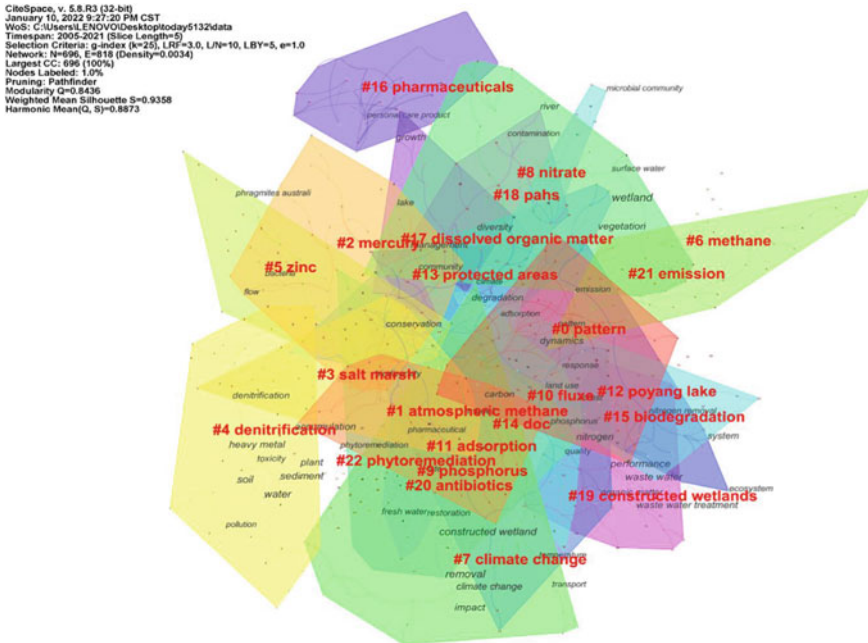 CiteSpace, v. 5.8.R3 (32-bit)
January 10, 2022 9:27:20 PM CST
WoS: C:\Users\LENOVO\Desktop\today5132\data
Timespan: 2005-2021 (Slice Length=5)
Selection Criteria: g-index (k=25), LRF=3.0, L/N=10, LBY=5, e=1.0
Network: N=696, E=818 (Density=0.0034)
Largest CC: 696 (100%)
Nodes Labeled: 1.0%
Pruning: Pathfinder
Modularity Q=0.8436
Weighted Mean Silhouette S=0.9358
Harmonic Mean(Q, S)=0.8873
#16 pharmaceuticals
microbial community
river
personal care product
contamination
growth
surface water
#8 nitrate
phragmites australi
#18 pahs
wetland
lake
diversity
vegetation
#2 mercury
#17 dissolved organic matter
management
#6 methane
#5 zinc
bacteria
community
#13 protected areas
climate
#21 emission
flow
degradation
emission
adsorption
conservation
#0 pattern
pattern
dynamics
response
#3 salt marsh
land use
denitrification
carbon
#10 fluxe
#12 poyang lake
#1 atmospheric methane
#15 biodegradation
nitrogen removal
#4 denitrification
accumulation
pharmaceutical
#14 doc
phosphorus
heavy metal
phytoremediation
#11 adsorption
nitrogen
system
toxicity
plant
#22 phytoremediation
quality
performance
soil
sediment
#9 phosphorus
waste water
ecosystem
water
#20 antibiotics
#19 constructed wetlands
waste water treatment
fresh water
restoration
pollution
constructed wetland
#7 climate change
temperature
removal
climate change
transport
impact